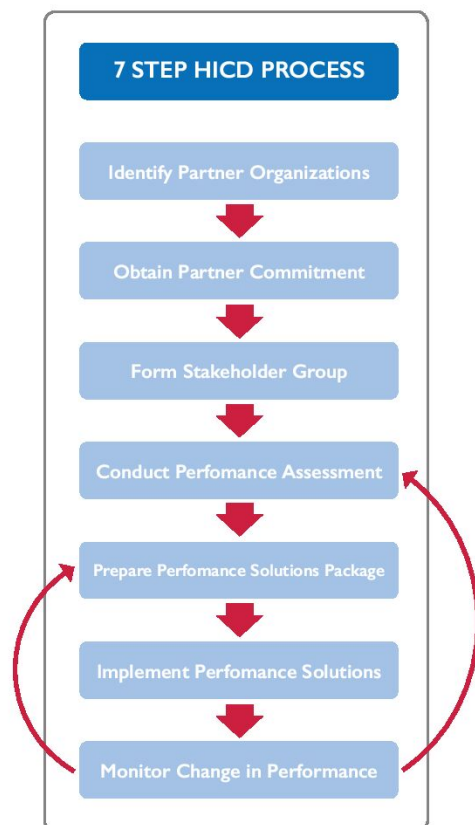 7 STEP HICD PROCESS
Identify Partner Organizations
Obtain Partner Commitment
Form Stakeholder Group
Conduct Perfomance Assessment
Prepare Perfomance Solutions Package
Implement Perfomance Solutions
Monitor Change in Performance